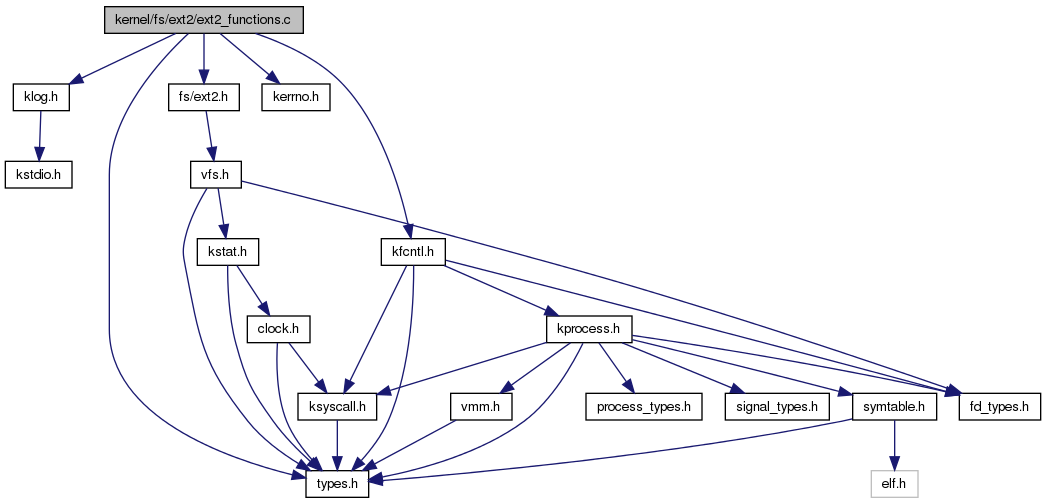 kernel/fs/ext2/ext2_functions.c
klog.h
fs/ext2.h
kerrno.h
kstdio.h
vfs.h
kstat.h
kfcntl.h
clock.h
kprocess.h
ksyscall.h
vmm.h
process_types.h
signal_types.h
symtable.h
fd_types.h
types.h
elf.h